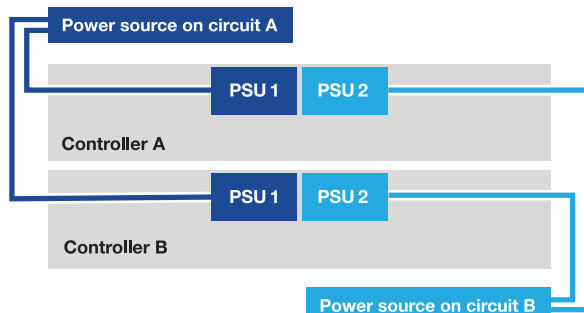 Power source on circuit A
PSU 1
PSU 2
Controller A
PSU 1
PSU 2
Controller B
Power source on circuit B